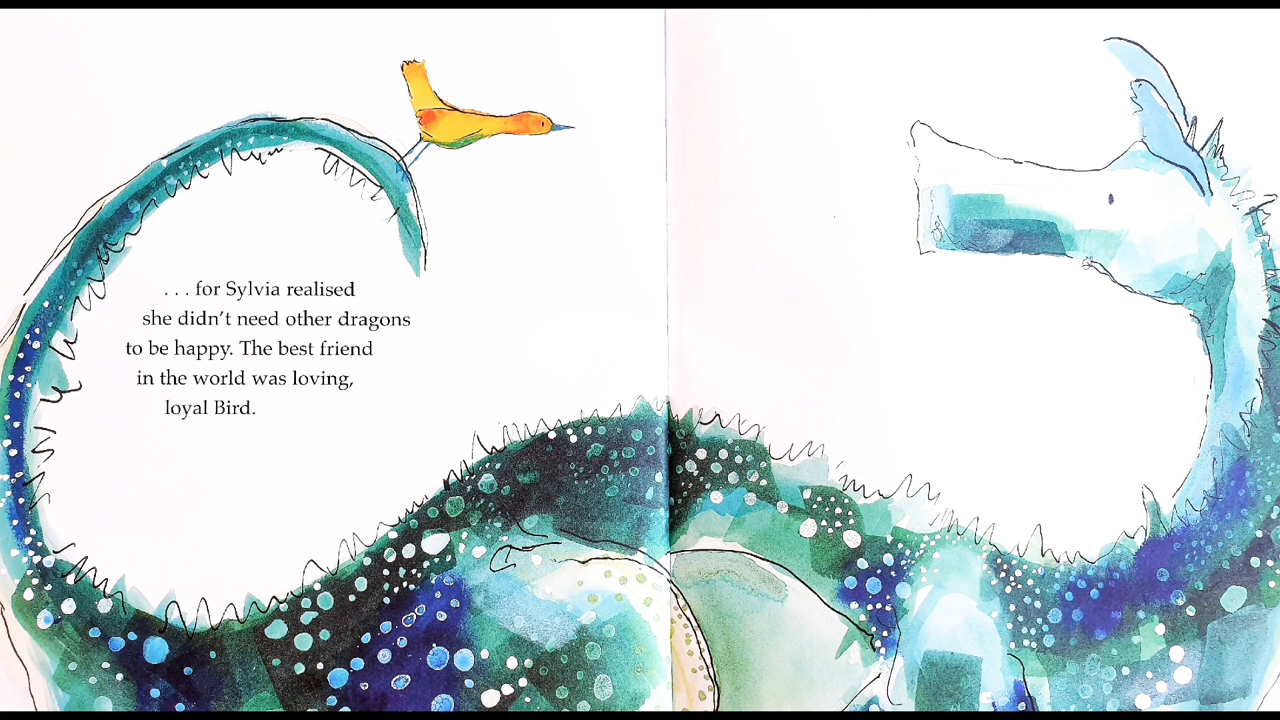 . . . for Sylvia realised
she didn't need other dragons
to be happy. The best friend
in the world was loving,
loyal Bird.